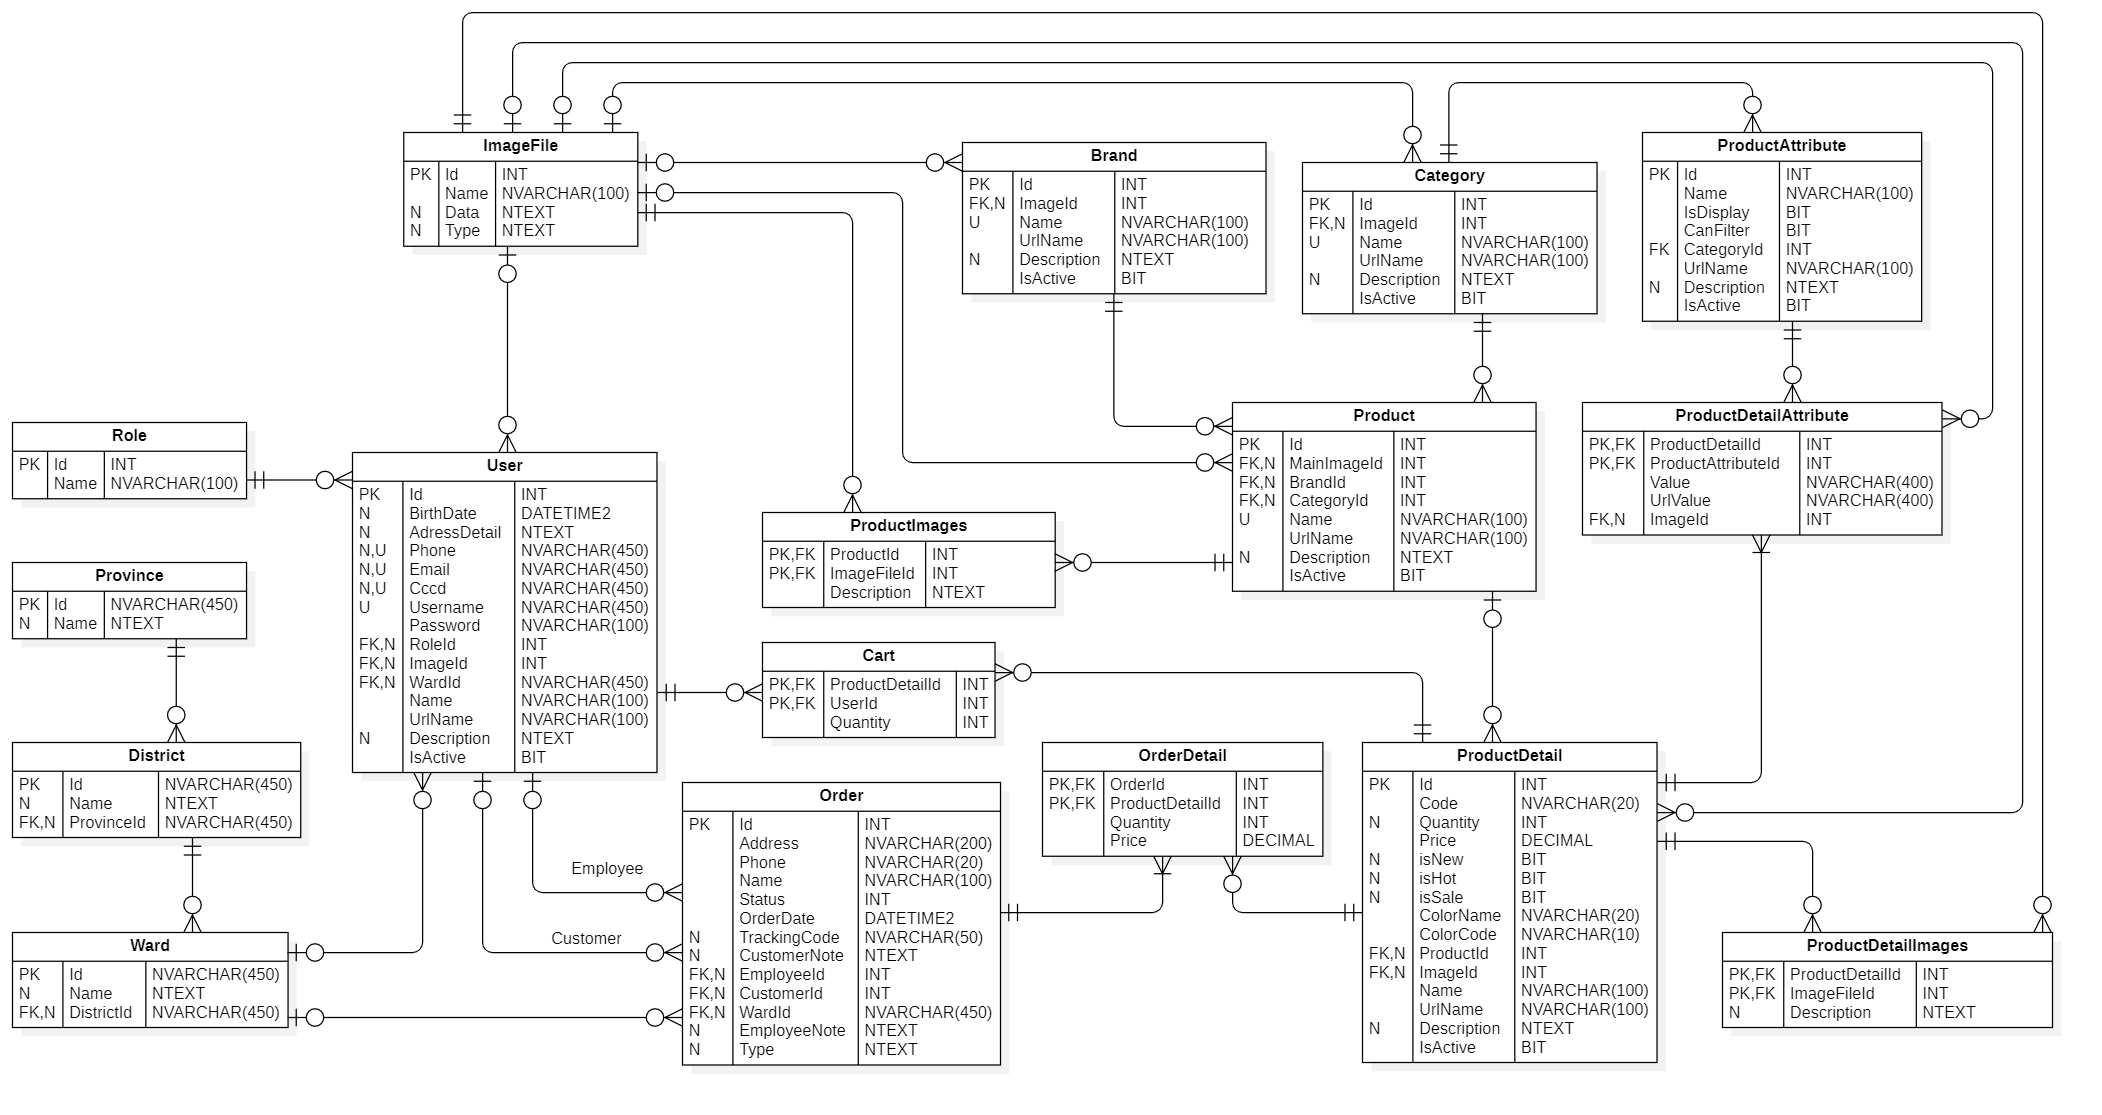 ImageFile
PK Id INT
Name NVARCHAR(100)
N Data NTEXT
N Type NTEXT
Brand
PK Id INT
FK,N ImageId INT
U Name NVARCHAR(100)
UrlName NVARCHAR(100)
N Description NTEXT
IsActive BIT
Category
PK Id INT
FK,N ImageId INT
U Name NVARCHAR(100)
UrlName NVARCHAR(100)
N Description NTEXT
IsActive BIT
ProductAttribute
PK Id INT
Name NVARCHAR(100)
IsDisplay BIT
CanFilter BIT
FK CategoryId INT
UrlName NVARCHAR(100)
N Description NTEXT
IsActive BIT
Role
PK Id INT
Name NVARCHAR(100)
User
PK Id INT
N BirthDate DATETIME2
N AdressDetail NTEXT
N,U Phone NVARCHAR(450)
N,U Email NVARCHAR(450)
N,U Cccd NVARCHAR(450)
U Username NVARCHAR(450)
Password NVARCHAR(100)
FK,N RoleId INT
FK,N ImageId INT
FK,N WardId NVARCHAR(450)
Name NVARCHAR(100)
UrlName NVARCHAR(100)
N Description NTEXT
IsActive BIT
Product
PK Id INT
FK,N MainImageId INT
FK,N BrandId INT
FK,N CategoryId INT
U Name NVARCHAR(100)
UrlName NVARCHAR(100)
N Description NTEXT
IsActive BIT
ProductDetailAttribute
PK,FK ProductDetailId INT
PK,FK ProductAttributeId INT
Value NVARCHAR(400)
UrlValue NVARCHAR(400)
FK,N ImageId INT
ProductImages
PK,FK ProductId INT
PK,FK ImageFileId INT
Description NTEXT
Province
PK Id NVARCHAR(450)
N Name NTEXT
Cart
PK,FK ProductDetailId INT
PK,FK UserId INT
Quantity INT
District
PK Id NVARCHAR(450)
N Name NTEXT
FK,N ProvinceId NVARCHAR(450)
OrderDetail
PK,FK OrderId INT
PK,FK ProductDetailId INT
Quantity INT
Price DECIMAL
ProductDetail
PK Id INT
Code NVARCHAR(20)
N Quantity INT
Price DECIMAL
N isNew BIT
N isHot BIT
N isSale BIT
ColorName NVARCHAR(20)
ColorCode NVARCHAR(10)
FK,N ProductId INT
FK,N ImageId INT
Name NVARCHAR(100)
UrlName NVARCHAR(100)
N Description NTEXT
IsActive BIT
Order
PK Id INT
Address NVARCHAR(200)
Phone NVARCHAR(20)
Name NVARCHAR(100)
Status INT
OrderDate DATETIME2
N TrackingCode NVARCHAR(50)
N CustomerNote NTEXT
FK,N EmployeeId INT
FK,N CustomerId INT
FK,N WardId NVARCHAR(450)
N EmployeeNote NTEXT
N Type NTEXT
Employee
Customer
Ward
PK Id NVARCHAR(450)
N Name NTEXT
FK,N DistrictId NVARCHAR(450)
ProductDetailImages
PK,FK ProductDetailId INT
PK,FK ImageFileId INT
N Description NTEXT